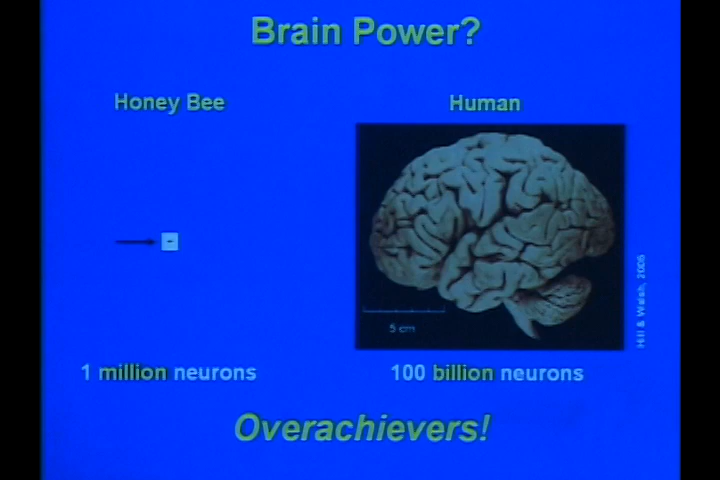 Brain Power?
Honey Bee
Human
5 cm
Hill & Walsh, 2005
1 million neurons
100 billion neurons
Overachievers!